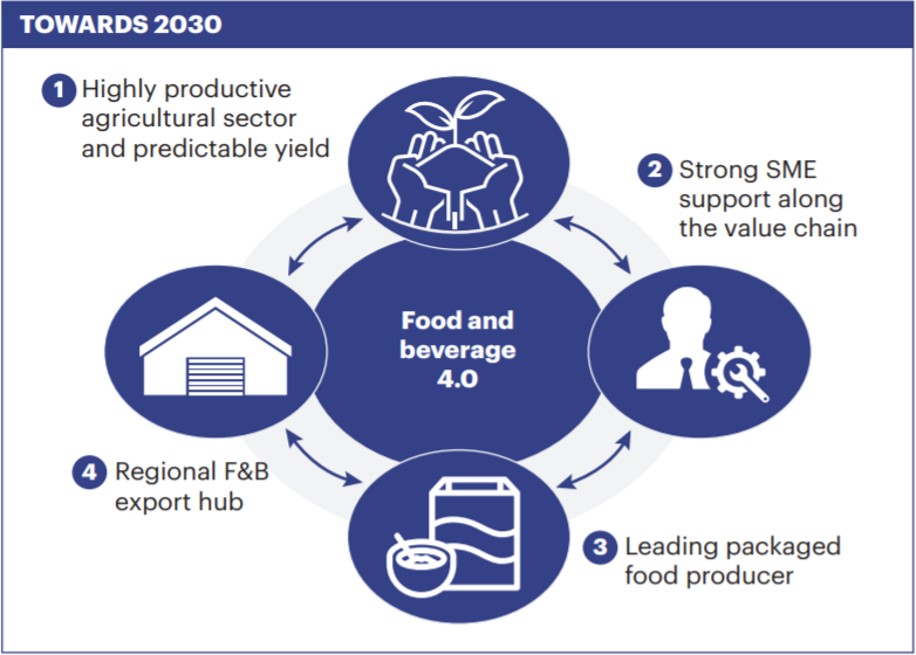 TOWARDS 2030
1 Highly productive
agricultural sector
and predictable yield
2 Strong SME
support along
the value chain
Food and
beverage
4.0
3 Leading packaged
food producer
4 Regional F&B
export hub